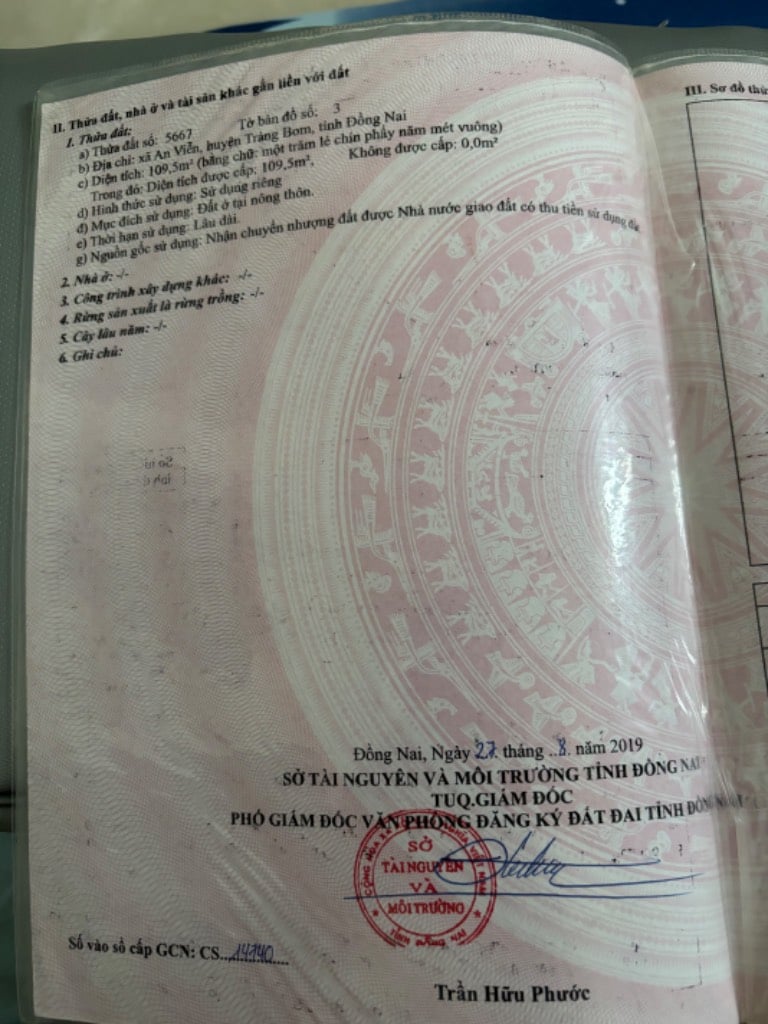 II. Thửa đất, nhà ở và tài sản khác gắn liền với đất
1. Thửa đất:
a) Thửa đất số: 5667 Tờ bản đồ số: 3
b) Địa chỉ: xã An Viễn, huyện Trảng Bom, tỉnh Đồng Nai
c) Diện tích: 109,5m² (bằng chữ: một trăm lẻ chín phẩy năm mét vuông)
Trong đó: Diện tích được cấp: 109,5m², Không được cấp: 0,0m²
d) Hình thức sử dụng: Sử dụng riêng
đ) Mục đích sử dụng: Đất ở tại nông thôn.
e) Thời hạn sử dụng: Lâu dài.
g) Nguồn gốc sử dụng: Nhận chuyển nhượng đất được Nhà nước giao đất có thu tiền sử dụng đất
2. Nhà ở: -/-
3. Công trình xây dựng khác: -/-
4. Rừng sản xuất là rừng trồng: -/-
5. Cây lâu năm: -/-
6. Ghi chú:
III. Sơ đồ thử
Đồng Nai, Ngày 27. tháng ..8. năm 2019
SỞ TÀI NGUYÊN VÀ MÔI TRƯỜNG TỈNH ĐỒNG NAI
TUQ.GIÁM ĐỐC
PHÓ GIÁM ĐỐC VĂN PHÒNG ĐĂNG KÝ ĐẤT ĐAI TỈNH ĐỒNG NAI
SỞ
TÀI NGUYÊN
VÀ
MÔI TRƯỜNG
TỈNH ĐỒNG NAI
Số vào sổ cấp GCN: CS...14140....
Trần Hữu Phước